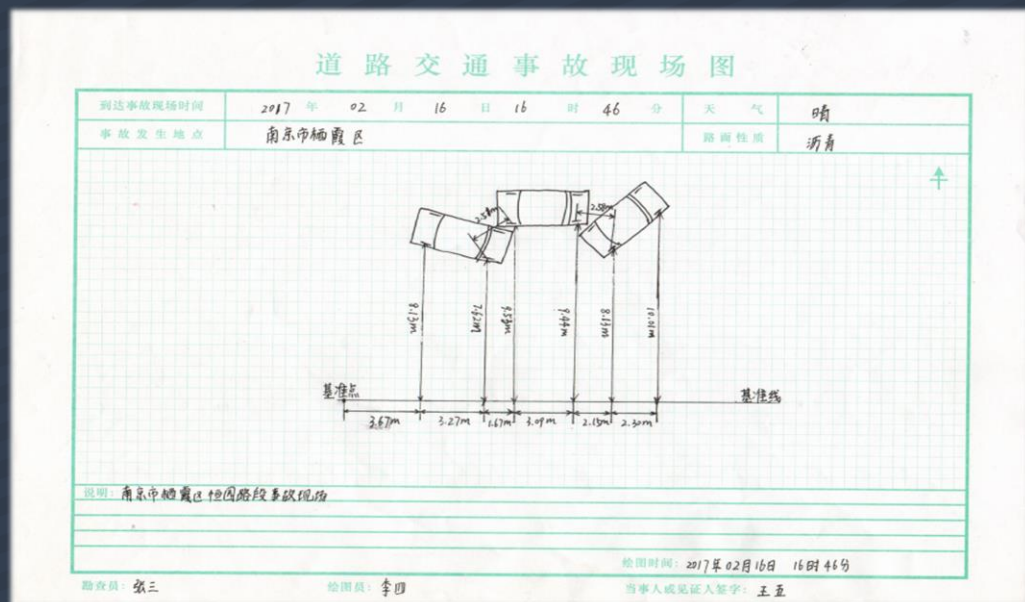 道路交通事故现场图
到达事故现场时间 2017 年 02 月 16 日 16 时 46 分 天气 晴
事故发生地点 南京市栖霞区 路面性质 沥青
2.58m
2.58m
8.13m 7.62m 9.53m 9.44m 8.63m 10.01m
基准点 基准线
3.67m 3.27m 1.67m 3.09m 2.15m 2.30m
说明: 南京市栖霞区恒园路段事故现场
绘图时间: 2017年02月16日 16时46分
勘查员: 张三 绘图员: 李四 当事人或见证人签字: 王五